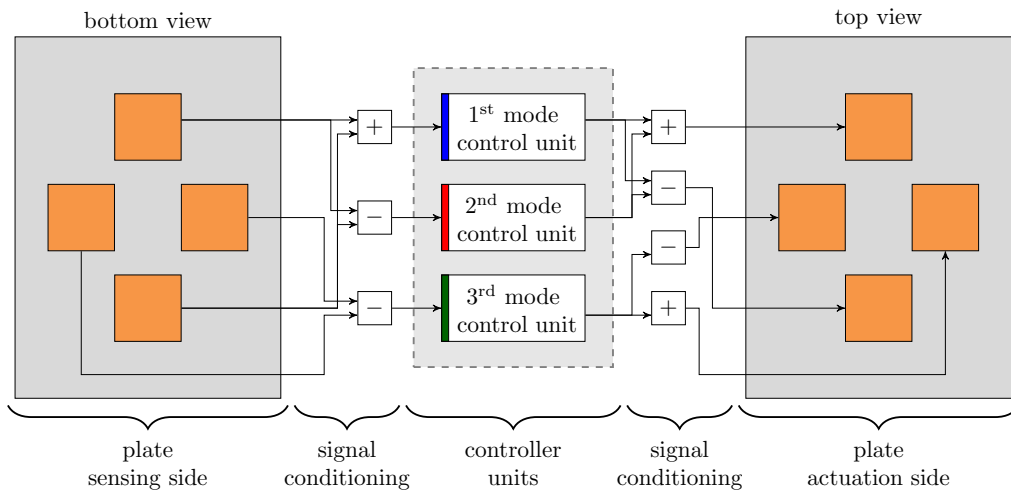 bottom view
top view
+
−
−
1st mode
control unit
2nd mode
control unit
3rd mode
control unit
+
−
−
+
plate
sensing side
signal
conditioning
controller
units
signal
conditioning
plate
actuation side